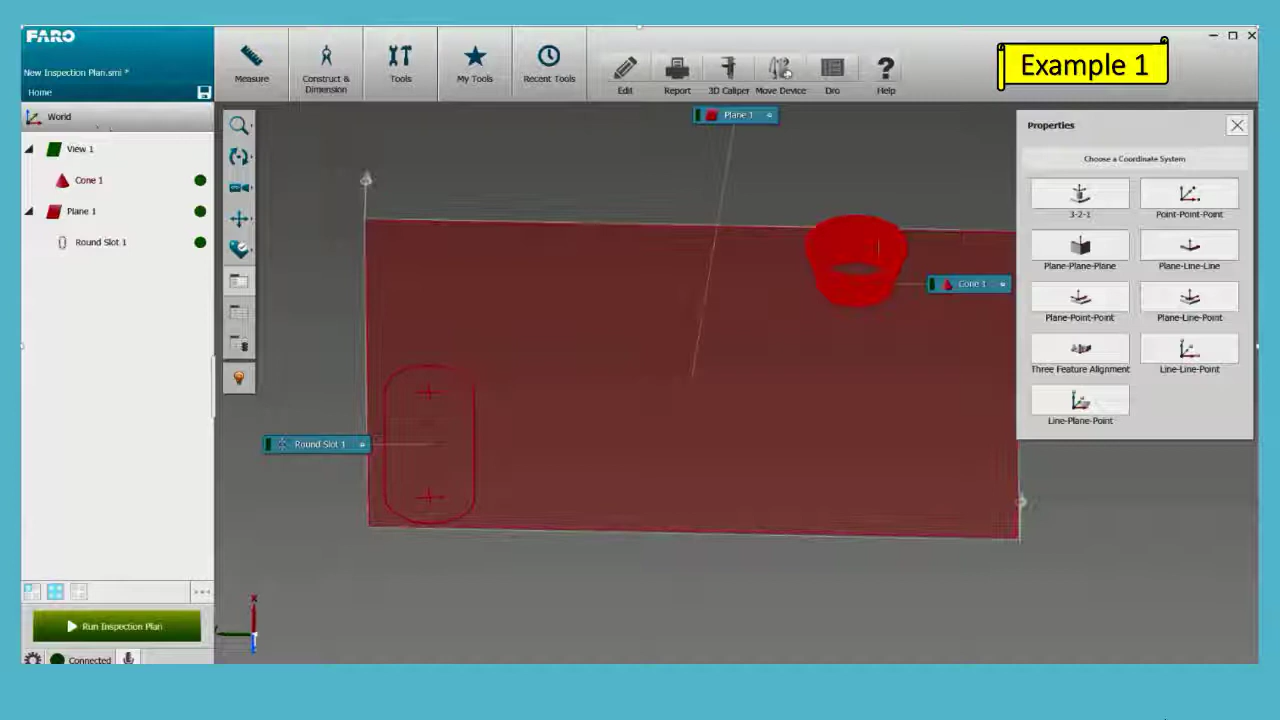 FARO
New Inspection Plan.smi *
Home
Measure
Construct & Dimension
Tools
My Tools
Recent Tools
Edit
Report
3D Caliper
Move Device
Dro
Help
Example 1
World
View 1
Cone 1
Plane 1
Round Slot 1
Plane 1
Cone 1
Round Slot 1
Properties
Choose a Coordinate System
3-2-1
Point-Point-Point
Plane-Plane-Plane
Plane-Line-Line
Plane-Point-Point
Plane-Line-Point
Three Feature Alignment
Line-Line-Point
Line-Plane-Point
X
Run Inspection Plan
Connected